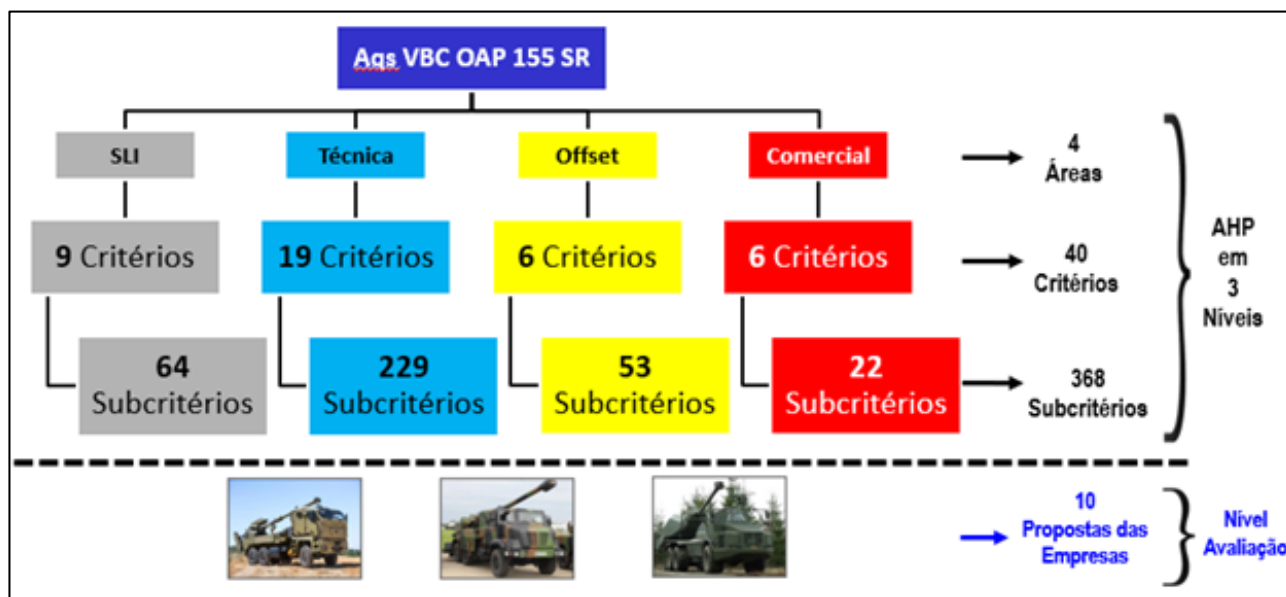 Aqs VBC OAP 155 SR
SLI
Técnica
Offset
Comercial
4
Áreas
9 Critérios
19 Critérios
6 Critérios
6 Critérios
40
Critérios
64
Subcritérios
229
Subcritérios
53
Subcritérios
22
Subcritérios
368
Subcritérios
AHP
em
3
Níveis
10
Propostas das
Empresas
Nível
Avaliação